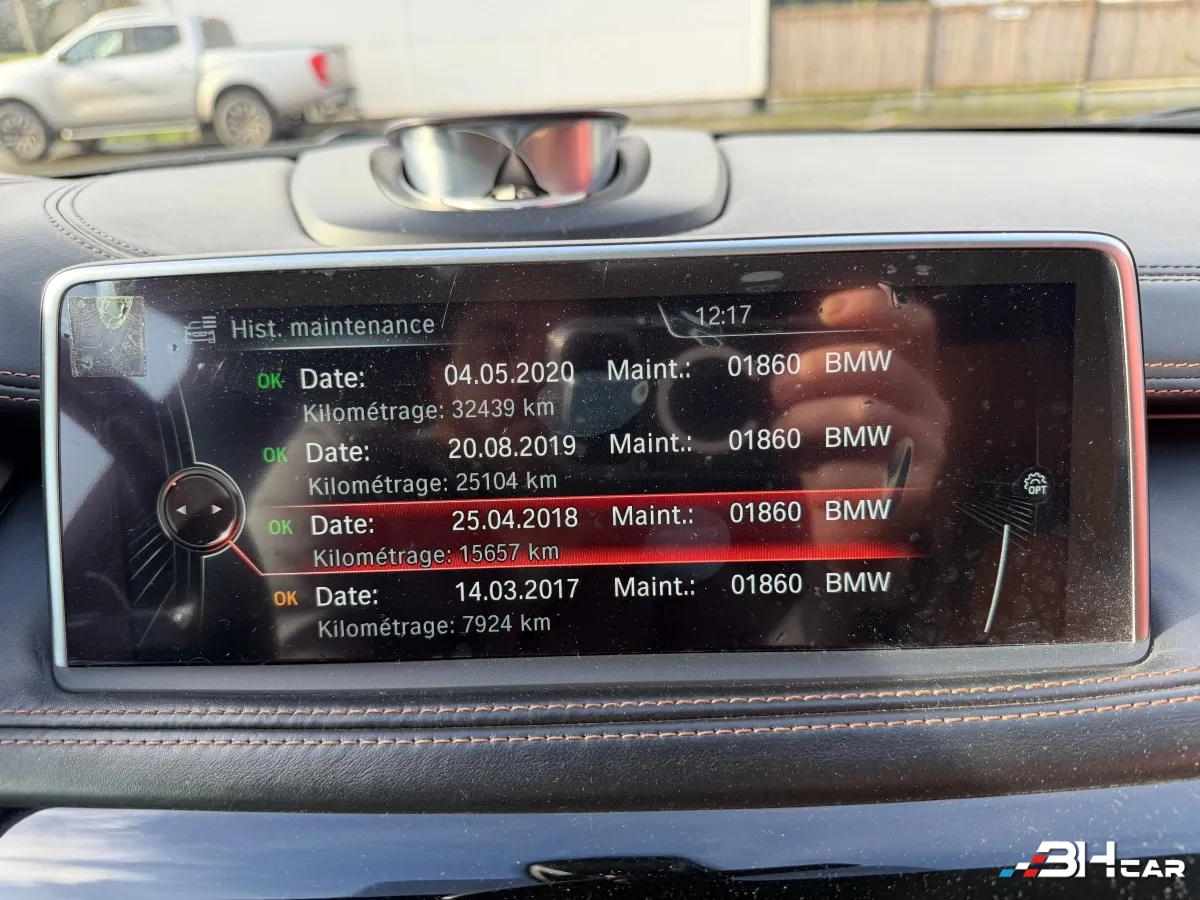 Hist. maintenance 12:17
OK Date: 04.05.2020 Maint.: 01860 BMW
Kilométrage: 32439 km
OK Date: 20.08.2019 Maint.: 01860 BMW
Kilométrage: 25104 km
OK Date: 25.04.2018 Maint.: 01860 BMW
Kilométrage: 15657 km
OK Date: 14.03.2017 Maint.: 01860 BMW
Kilométrage: 7924 km
OPT
BHCAR